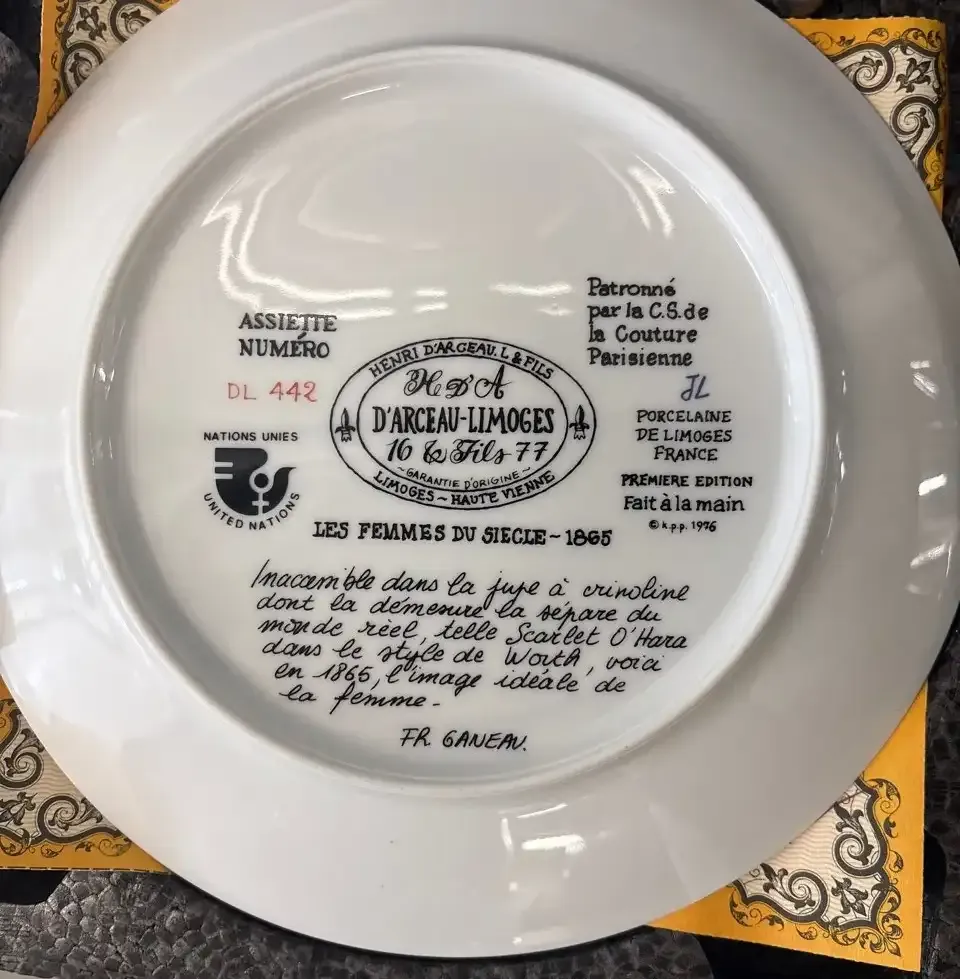 ASSIETTE
NUMÉRO
DL 442
NATIONS UNIES
UNITED NATIONS
HENRI D'ARCEAU. L & FILS
H D'A
D'ARCEAU-LIMOGES
16 & Fils 77
~GARANTIE D'ORIGINE~
LIMOGES ~ HAUTE VIENNE
Patronné
par la C.S. de
la Couture
Parisienne
JL
PORCELAINE
DE LIMOGES
FRANCE
PREMIERE EDITION
Fait à la main
© k.p.p. 1976
LES FEMMES DU SIECLE ~ 1865
Inaccessible dans la jupe à crinoline
dont la démesure la sépare du
monde réel, telle Scarlet O'Hara
dans le style de Worth, voici
en 1865, l'image idéale de
la femme.
FR. GANEAU.